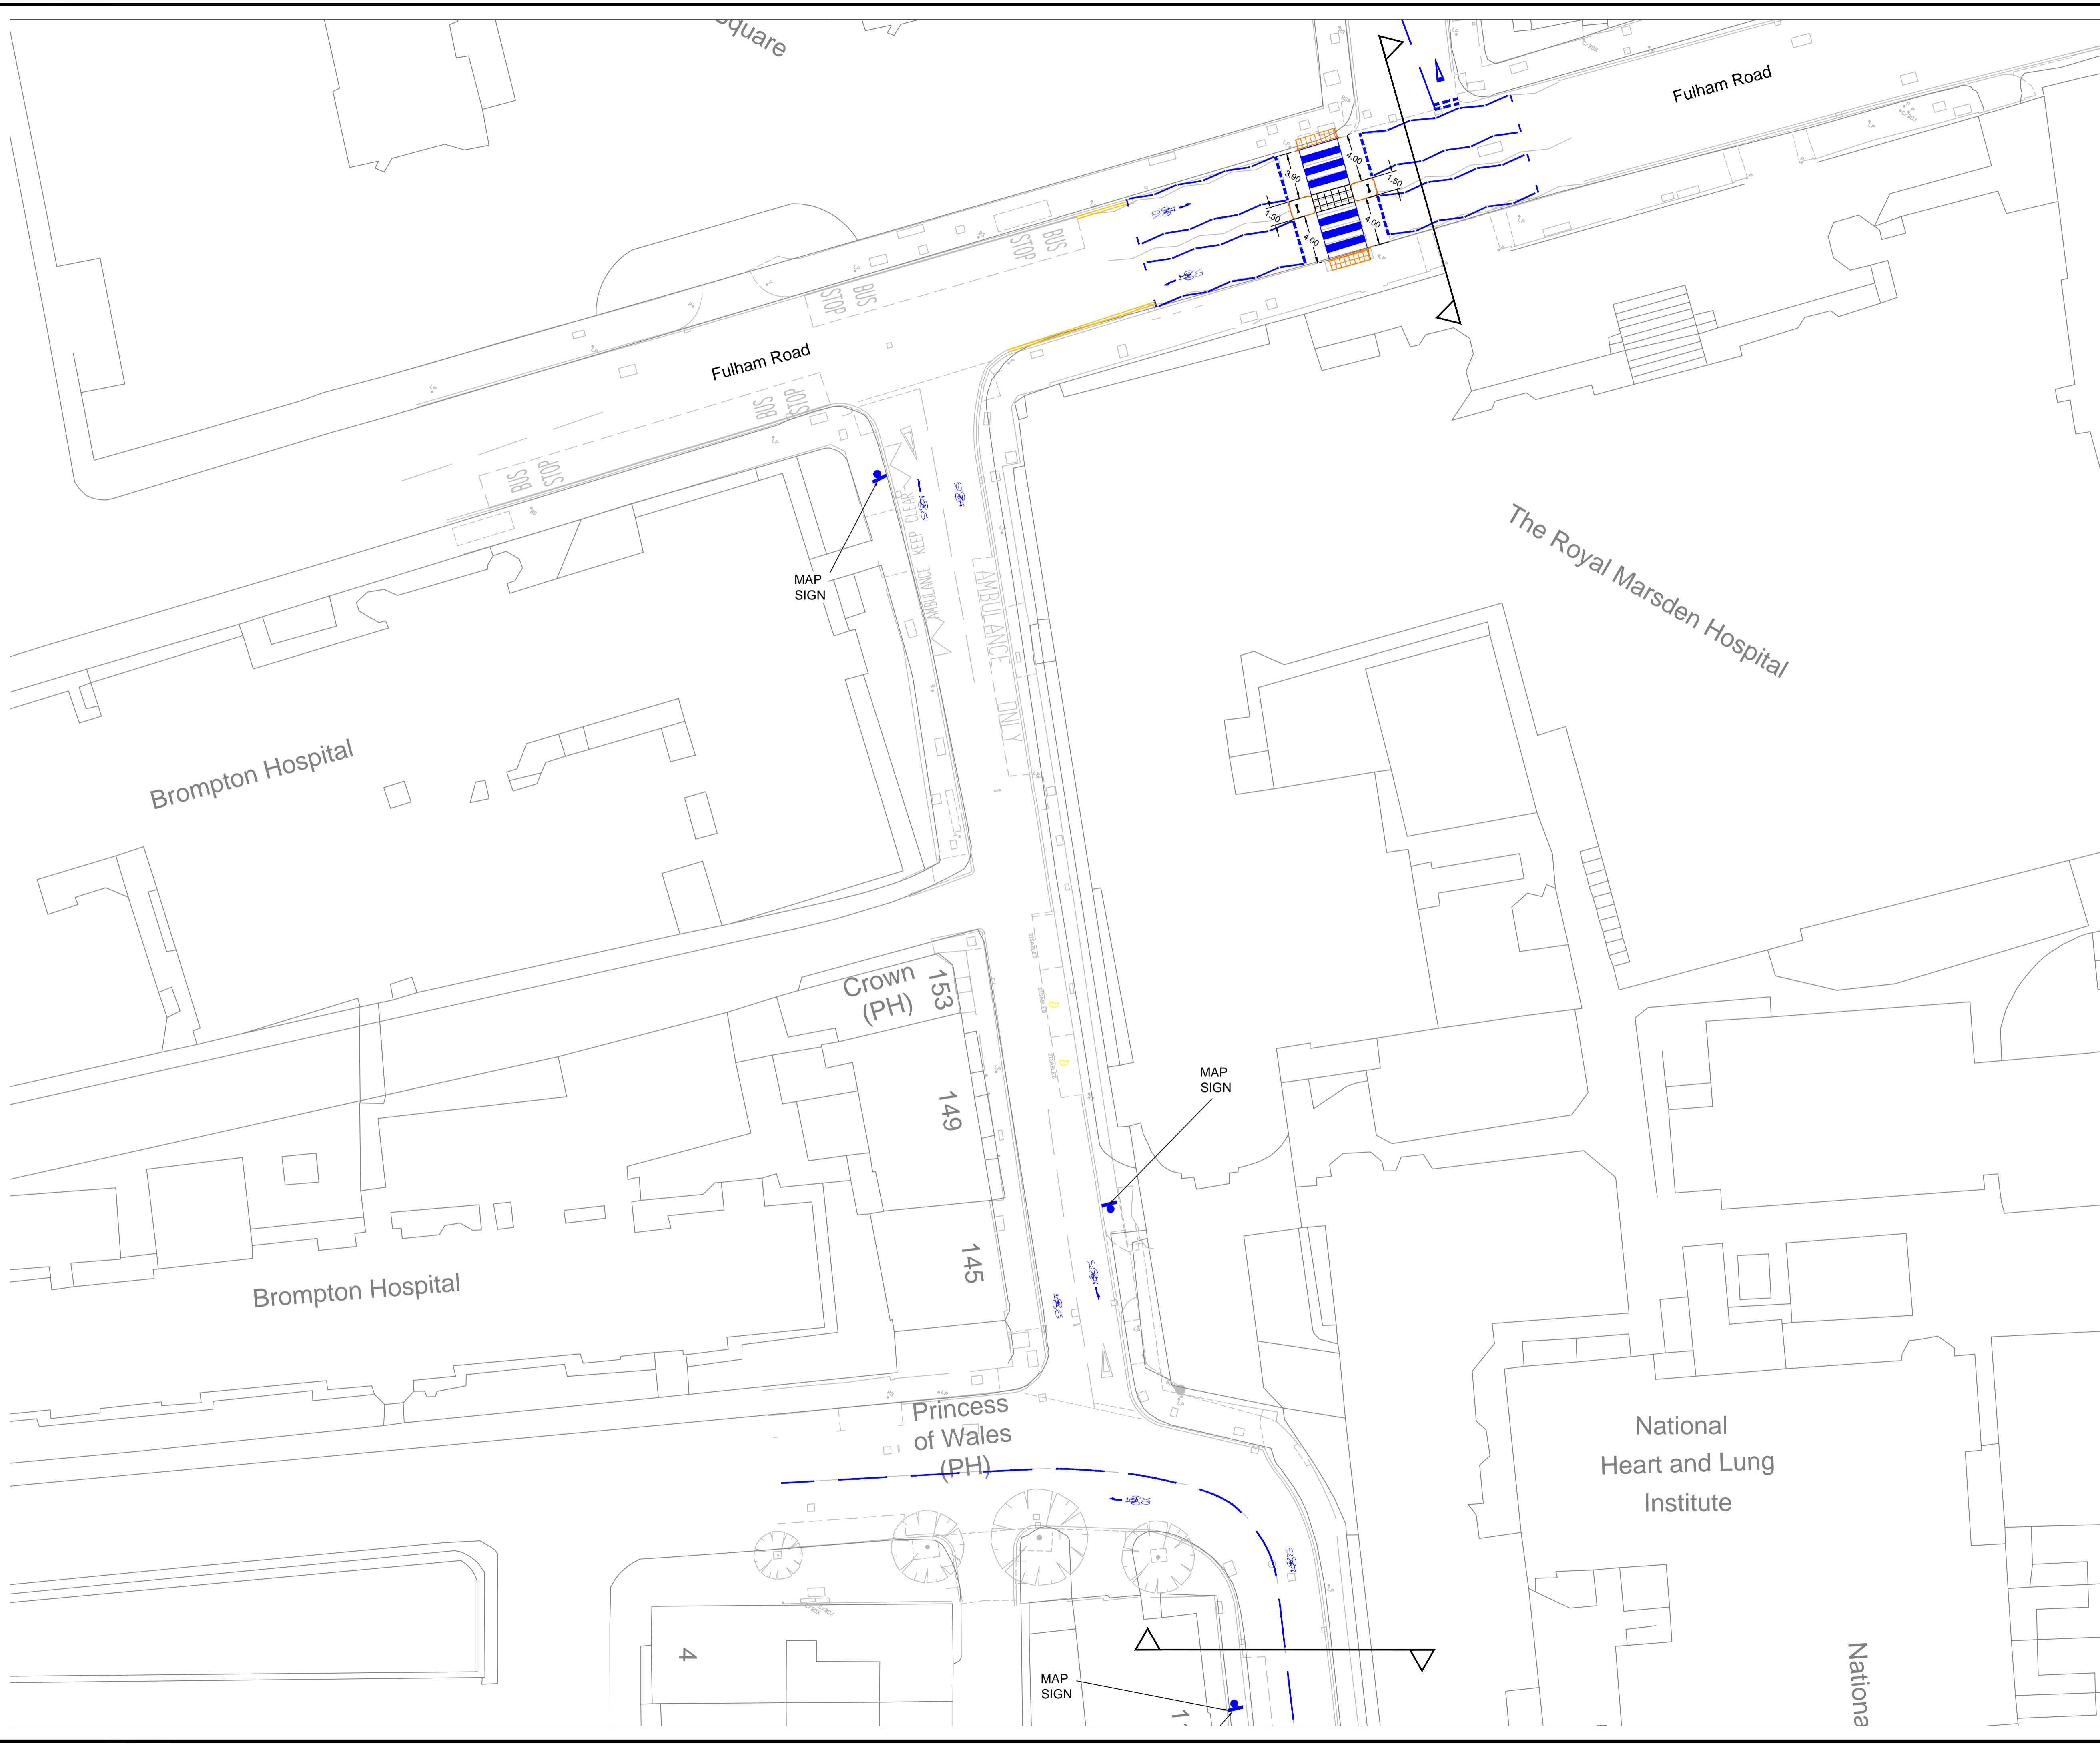 Square
Fulham Road
4.00
3.90
1.50
1.50
4.00
4.00
BUS
STOP
BUS
STOP
Fulham Road
BUS
STOP
BUS
STOP
KEEP CLEAR
AMBULANCE
MAP
SIGN
AMBULANCE ONLY
The Royal Marsden Hospital
Brompton Hospital
Crown
(PH)
153
DISABLED
DISABLED
DISABLED
149
MAP
SIGN
145
Brompton Hospital
Princess
of Wales
(PH)
National
Heart and Lung
Institute
4
MAP
SIGN
Nationa